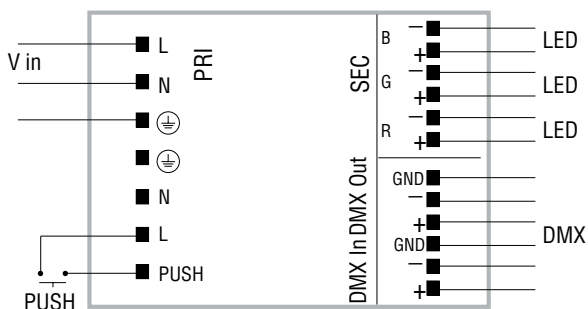 V in
L
N
N
L
PUSH
PUSH
PRI
SEC
B
−
+
G
−
+
R
−
+
LED
LED
LED
DMX Out
GND
−
+
DMX In
GND
−
+
DMX